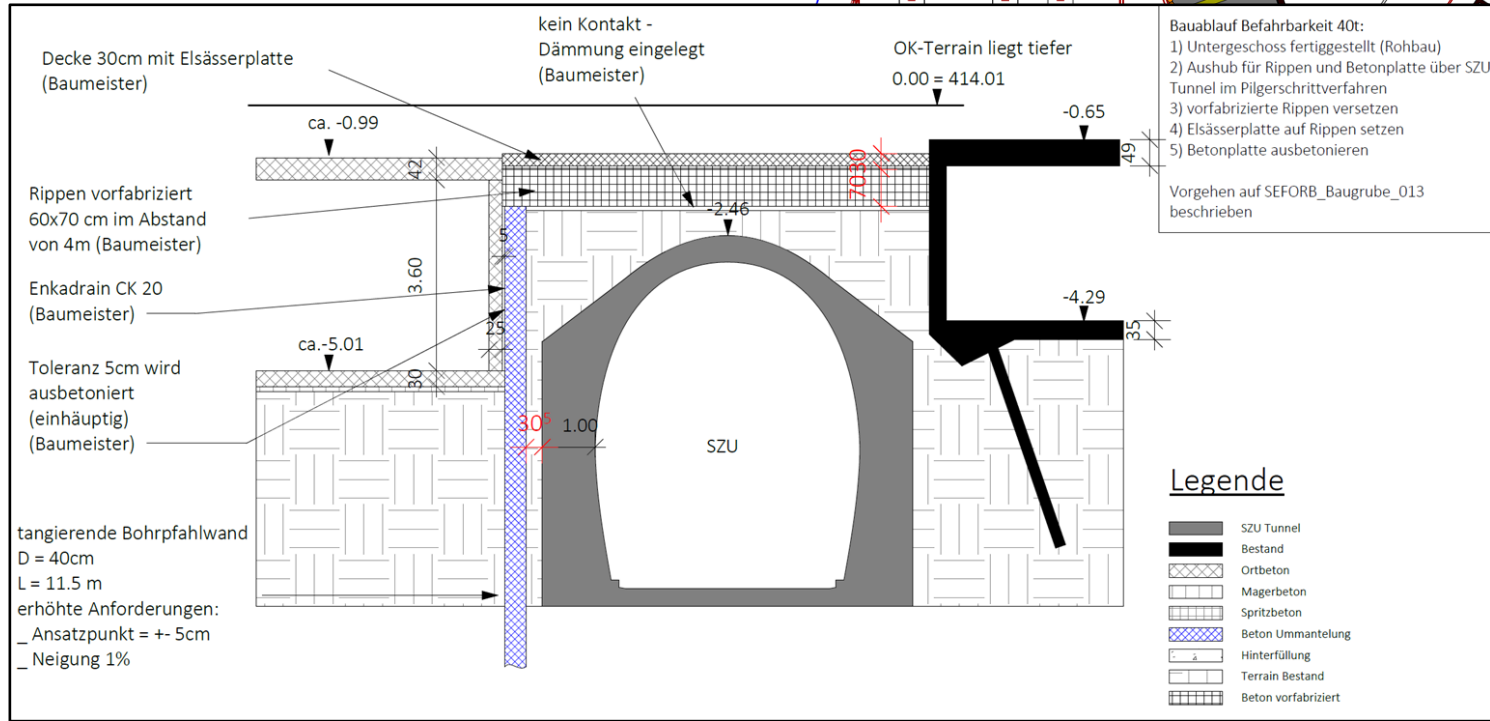 Decke 30cm mit Elsässerplatte
(Baumeister)
kein Kontakt -
Dämmung eingelegt
(Baumeister)
OK-Terrain liegt tiefer
0.00 = 414.01
Bauablauf Befahrbarkeit 40t:
1) Untergeschoss fertiggestellt (Rohbau)
2) Aushub für Rippen und Betonplatte über SZU
Tunnel im Pilgerschrittverfahren
3) vorfabrizierte Rippen versetzen
4) Elsässerplatte auf Rippen setzen
5) Betonplatte ausbetonieren
Vorgehen auf SEFORB_Baugrube_013
beschrieben
ca. -0.99
42
-0.65
49
30
70
Rippen vorfabriziert
60x70 cm im Abstand
von 4m (Baumeister)
-2.46
5
3.60
Enkadrain CK 20
(Baumeister)
25
-4.29
35
ca.-5.01
30
Toleranz 5cm wird
ausbetoniert
(einhäuptig)
(Baumeister)
30⁵
1.00
SZU
tangierende Bohrpfahlwand
D = 40cm
L = 11.5 m
erhöhte Anforderungen:
_ Ansatzpunkt = +- 5cm
_ Neigung 1%
Legende
SZU Tunnel
Bestand
Ortbeton
Magerbeton
Spritzbeton
Beton Ummantelung
Hinterfüllung
Terrain Bestand
Beton vorfabriziert